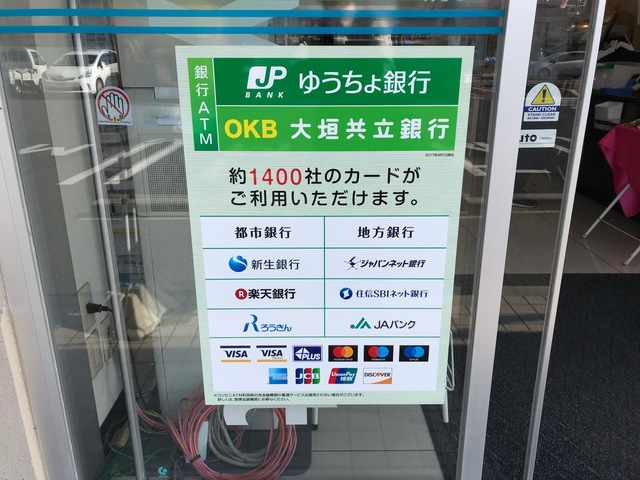 銀行ATM
JP
BANK
ゆうちょ銀行
OKB 大垣共立銀行
約1400社のカードが
ご利用いただけます。
都市銀行 地方銀行
新生銀行 ジャパンネット銀行
R 楽天銀行 住信SBIネット銀行
ろうきん JAバンク
VISA VISA PLUS
JCB UnionPay 银联 DISCOVER
CAUTION
STAND CLEAR
uto